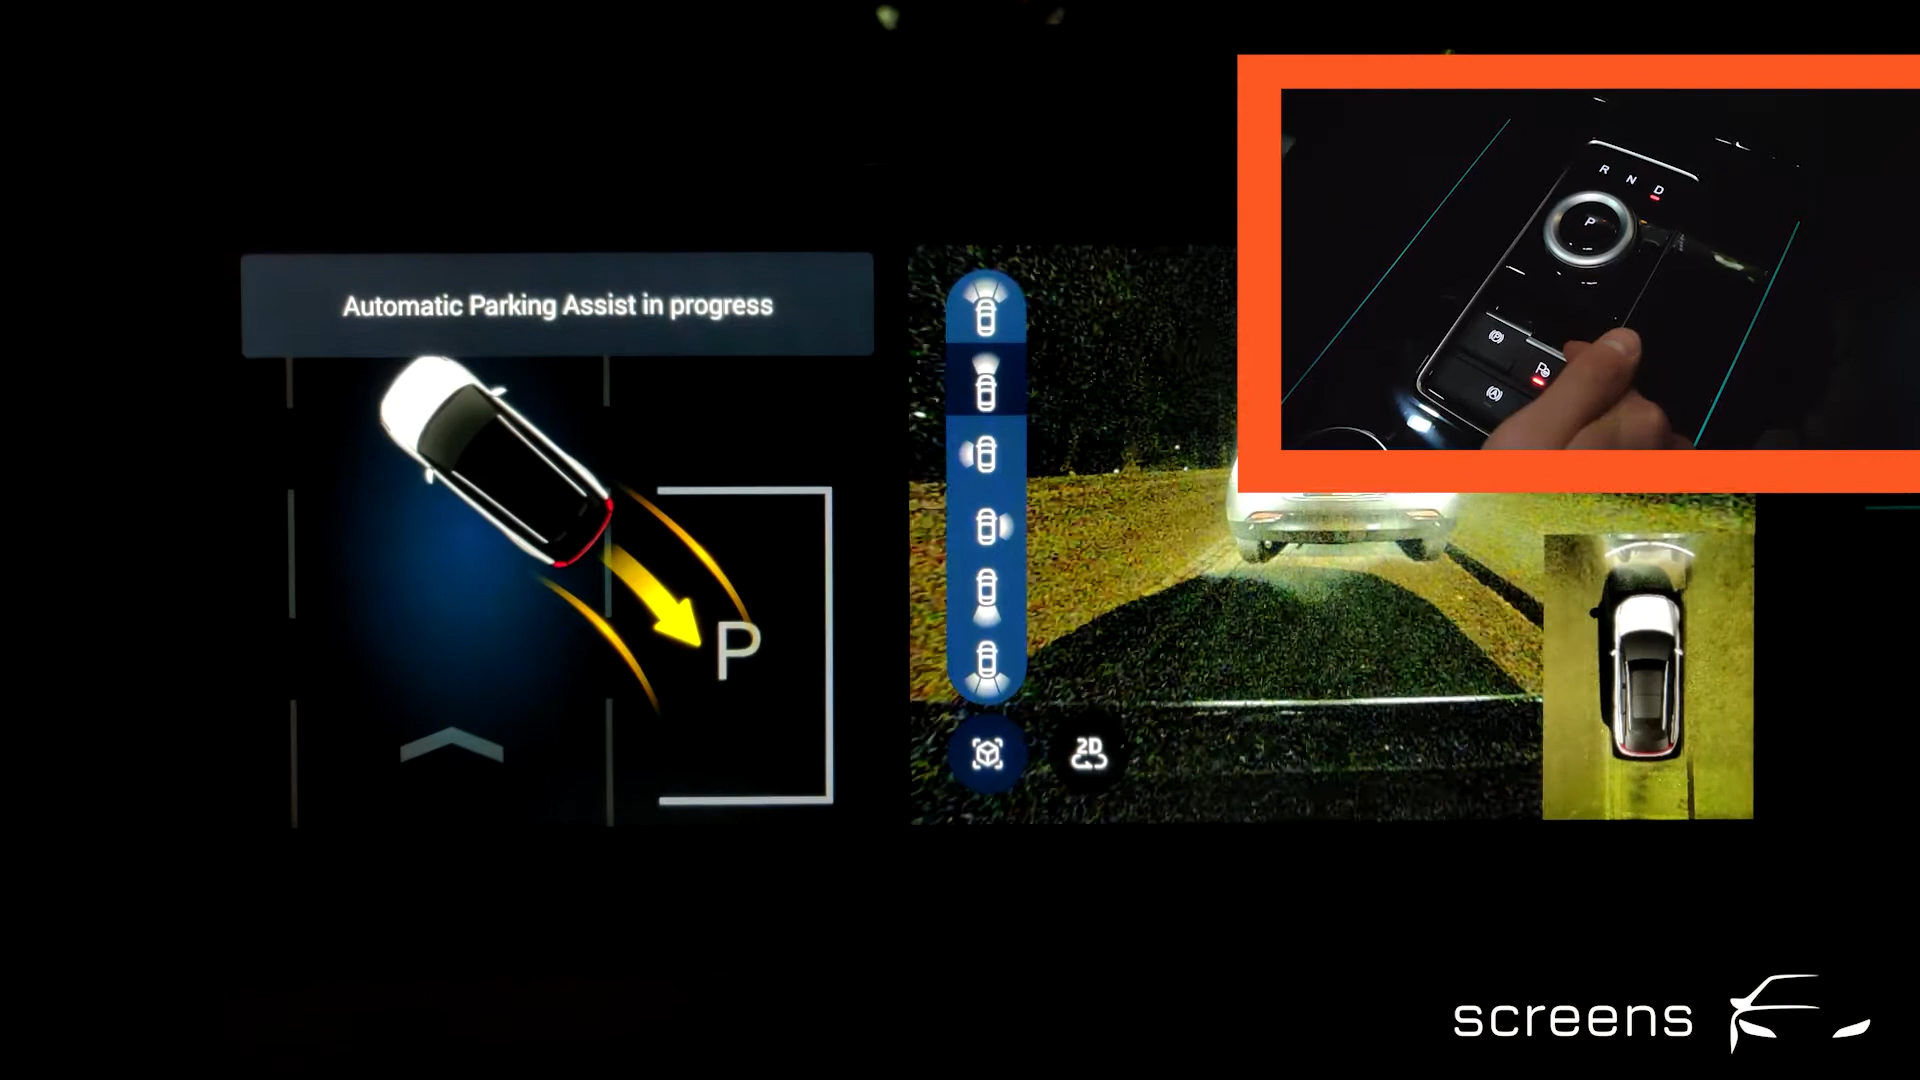 Automatic Parking Assist in progress
P
2D
R N D
P
screens